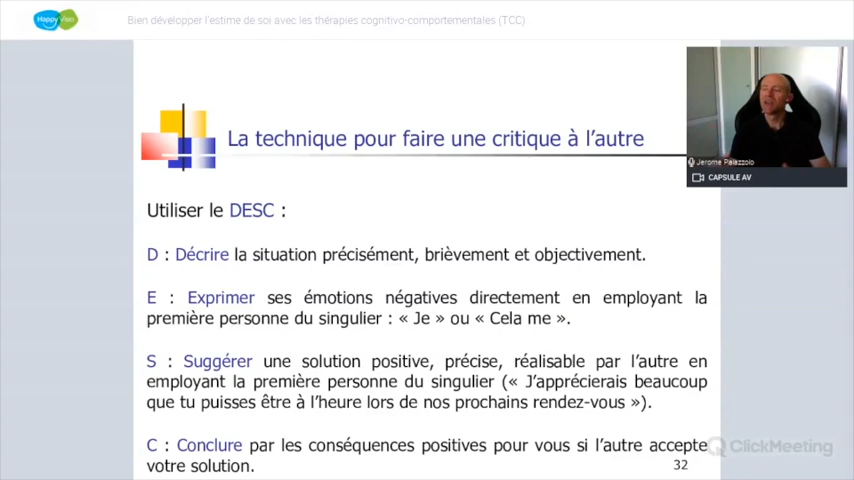 Happy Visio
Bien développer l'estime de soi avec les thérapies cognitivo-comportementales (TCC)
La technique pour faire une critique à l'autre
Jerome Palazzolo
CAPSULE AV
Utiliser le DESC :
D : Décrire la situation précisément, brièvement et objectivement.
E : Exprimer ses émotions négatives directement en employant la
première personne du singulier : « Je » ou « Cela me ».
S : Suggérer une solution positive, précise, réalisable par l'autre en
employant la première personne du singulier (« J'apprécierais beaucoup
que tu puisses être à l'heure lors de nos prochains rendez-vous »).
C : Conclure par les conséquences positives pour vous si l'autre accepte
votre solution.
ClickMeeting
32